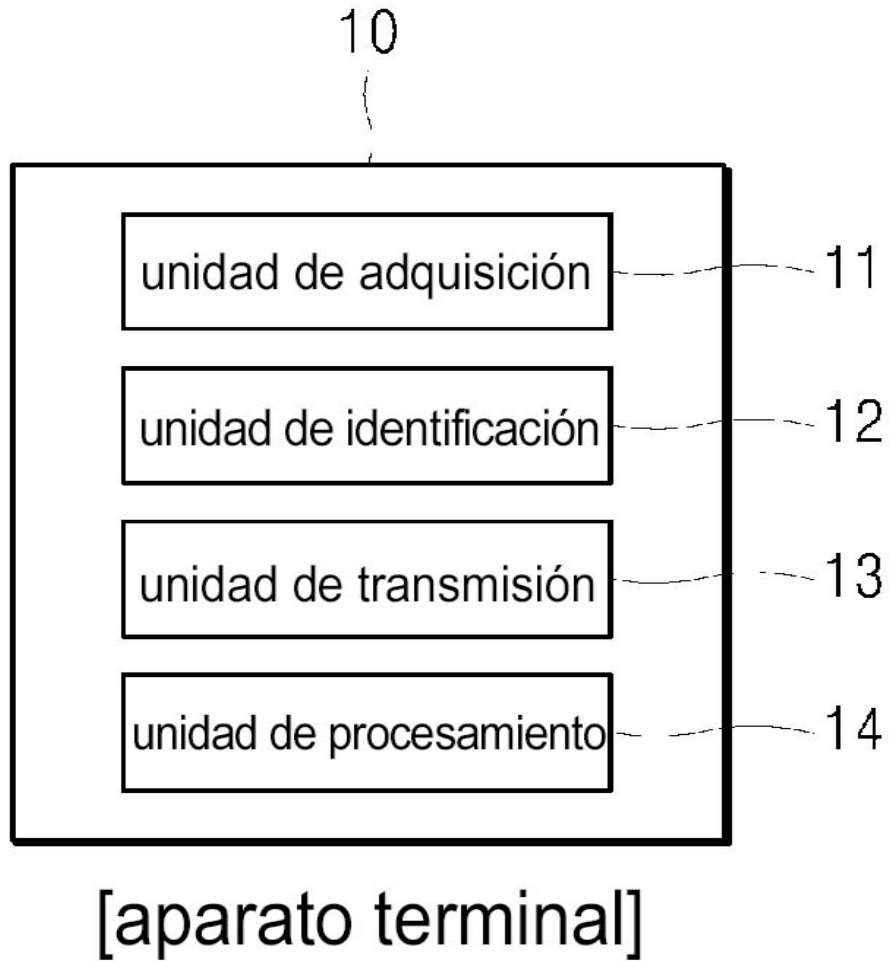 10
unidad de adquisición 11
unidad de identificación 12
unidad de transmisión 13
unidad de procesamiento 14
[aparato terminal]